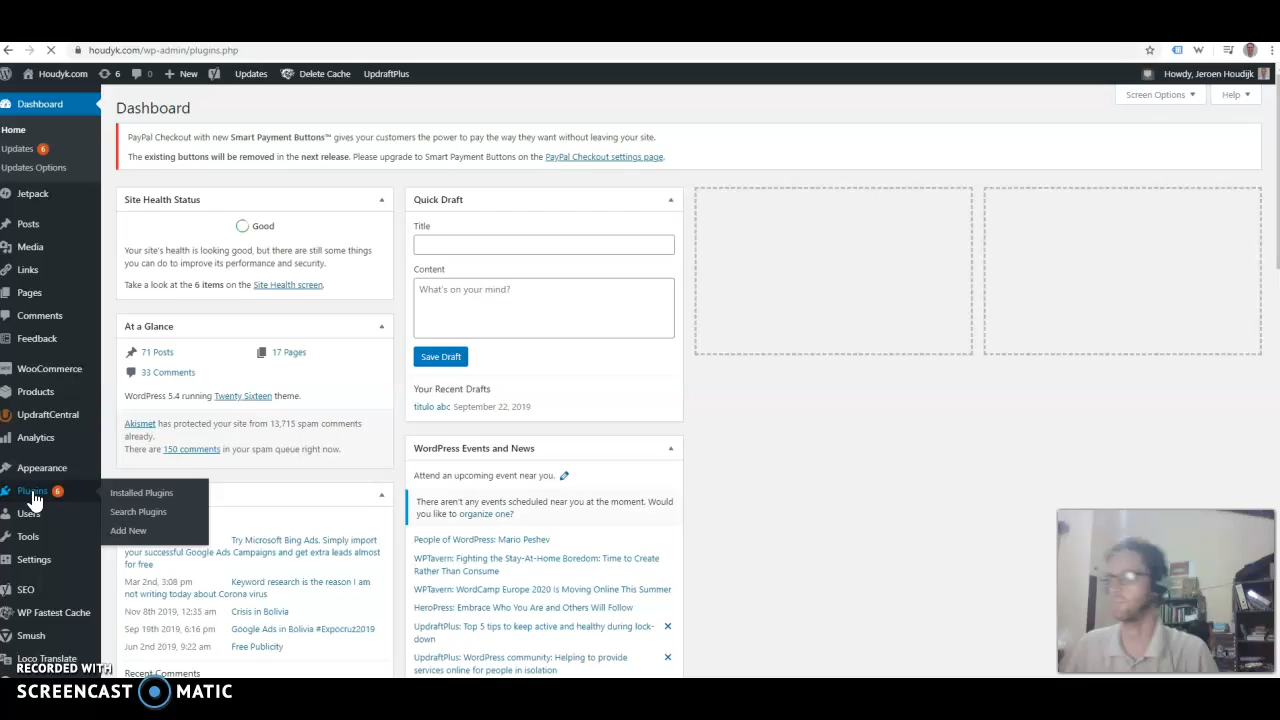 houdyk.com/wp-admin/plugins.php
Houdyk.com 6 0 New Updates Delete Cache UpdraftPlus Howdy, Jeroen Houdijk
Screen Options Help
Dashboard
Home
Updates 6
Updates Options
Jetpack
Posts
Media
Links
Pages
Comments
Feedback
WooCommerce
Products
UpdraftCentral
Analytics
Appearance
Plugins 6
Users
Tools
Settings
SEO
WP Fastest Cache
Smush
Loco Translate
Installed Plugins
Search Plugins
Add New
Dashboard
PayPal Checkout with new Smart Payment Buttons™ gives your customers the power to pay the way they want without leaving your site.
The existing buttons will be removed in the next release. Please upgrade to Smart Payment Buttons on the PayPal Checkout settings page.
Site Health Status
Good
Your site's health is looking good, but there are still some things
you can do to improve its performance and security.
Take a look at the 6 items on the Site Health screen.
At a Glance
71 Posts 17 Pages
33 Comments
WordPress 5.4 running Twenty Sixteen theme.
Akismet has protected your site from 13,715 spam comments
already.
There are 150 comments in your spam queue right now.
Try Microsoft Bing Ads. Simply import
your successful Google Ads Campaigns and get extra leads almost
for free
Mar 2nd, 3:08 pm Keyword research is the reason I am
not writing today about Corona virus
Nov 8th 2019, 12:35 am Crisis in Bolivia
Sep 19th 2019, 6:16 pm Google Ads in Bolivia #Expocruz2019
Jun 2nd 2019, 9:22 am Free Publicity
Recent Comments
Quick Draft
Title
Content
What's on your mind?
Save Draft
Your Recent Drafts
titulo abc September 22, 2019
WordPress Events and News
Attend an upcoming event near you.
There aren't any events scheduled near you at the moment. Would
you like to organize one?
People of WordPress: Mario Peshev
WPTavern: Fighting the Stay-At-Home Boredom: Time to Create
Rather Than Consume
WPTavern: WordCamp Europe 2020 Is Moving Online This Summer
HeroPress: Embrace Who You Are and Others Will Follow
UpdraftPlus: Top 5 tips to keep active and healthy during lock-
down
UpdraftPlus: WordPress community: Helping to provide
services online for people in isolation
RECORDED WITH
SCREENCAST MATIC